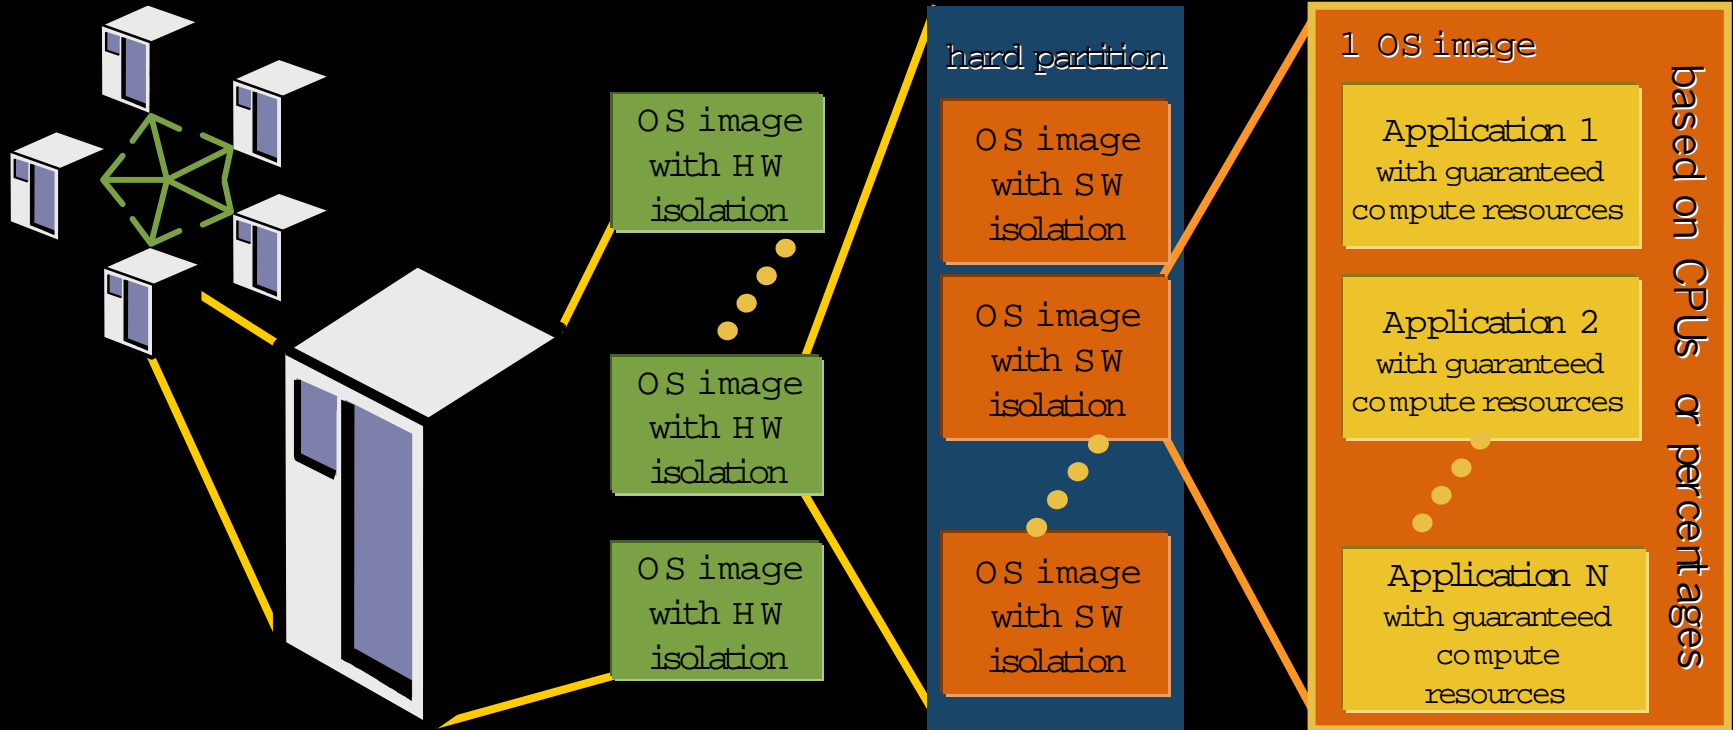 OS image
with HW
isolation
OS image
with HW
isolation
OS image
with HW
isolation
hard partition
OS image
with SW
isolation
OS image
with SW
isolation
OS image
with SW
isolation
1 OS image
Application 1
with guaranteed
compute resources
Application 2
with guaranteed
compute resources
Application N
with guaranteed
compute
resources
based on CPUs or percentages